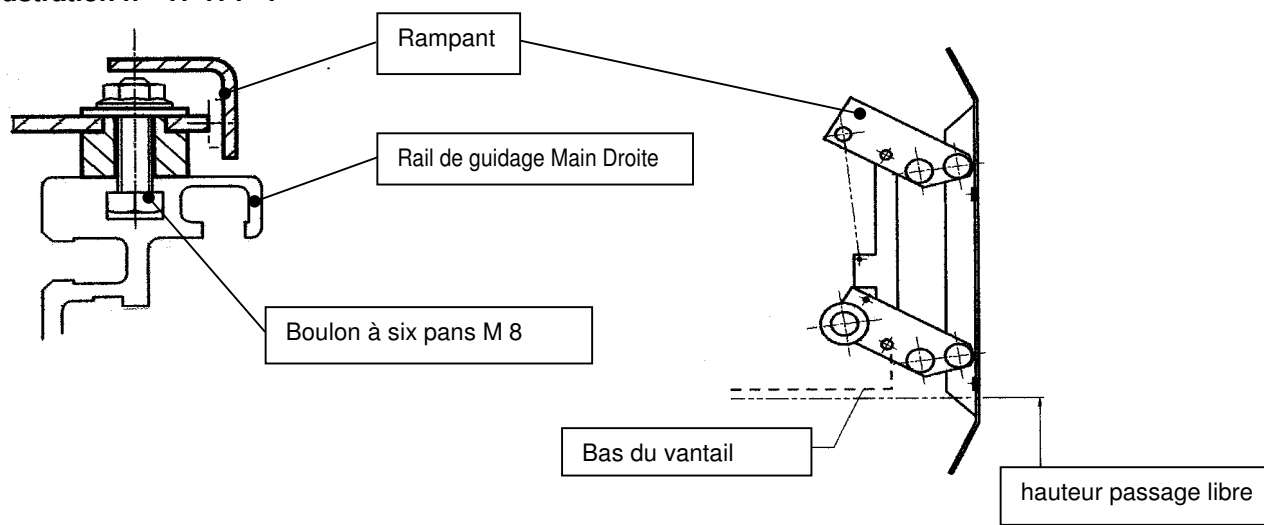 Rampant
Rail de guidage Main Droite
Boulon à six pans M 8
Bas du vantail
hauteur passage libre